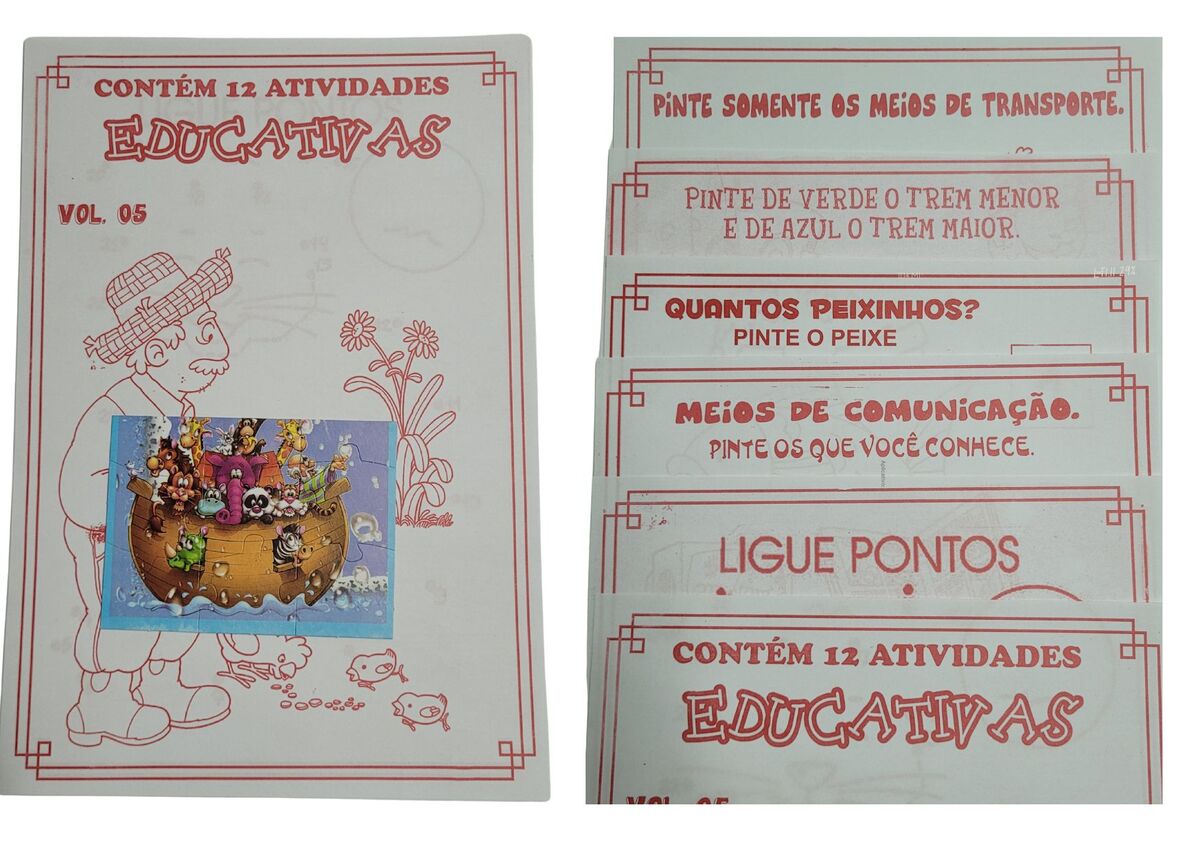 CONTÉM 12 ATIVIDADES
EDUCATIVAS
VOL. 05
PINTE SOMENTE OS MEIOS DE TRANSPORTE.
PINTE DE VERDE O TREM MENOR
E DE AZUL O TREM MAIOR.
QUANTOS PEIXINHOS?
PINTE O PEIXE
MEIOS DE COMUNICAÇÃO.
PINTE OS QUE VOCÊ CONHECE.
LIGUE PONTOS
CONTÉM 12 ATIVIDADES
EDUCATIVAS
VOL. 05